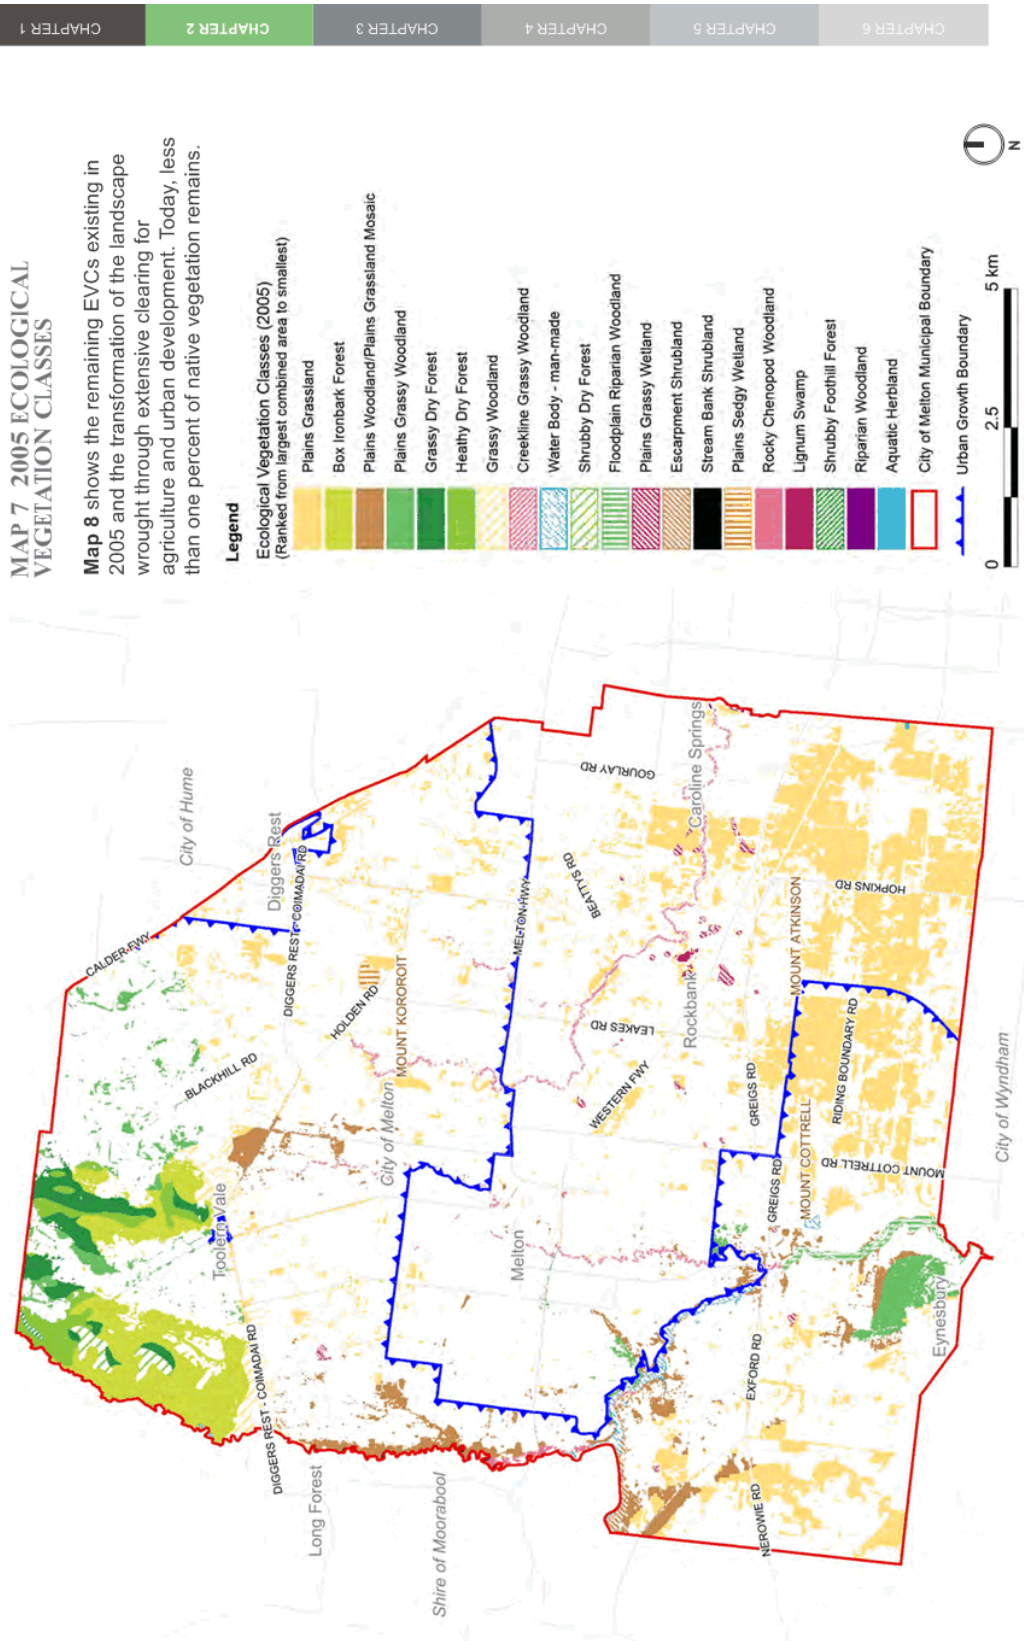 CHAPTER 1
CHAPTER 2
CHAPTER 3
CHAPTER 4
CHAPTER 5
CHAPTER 6
MAP 7 2005 ECOLOGICAL
VEGETATION CLASSES
Map 8 shows the remaining EVCs existing in
2005 and the transformation of the landscape
wrought through extensive clearing for
agriculture and urban development. Today, less
than one percent of native vegetation remains.
Legend
Ecological Vegetation Classes (2005)
(Ranked from largest combined area to smallest)
Plains Grassland
Box Ironbark Forest
Plains Woodland/Plains Grassland Mosaic
Plains Grassy Woodland
Grassy Dry Forest
Heathy Dry Forest
Grassy Woodland
Creekline Grassy Woodland
Water Body - man-made
Shrubby Dry Forest
Floodplain Riparian Woodland
Plains Grassy Wetland
Escarpment Shrubland
Stream Bank Shrubland
Plains Sedgy Wetland
Rocky Chenopod Woodland
Lignum Swamp
Shrubby Foothill Forest
Riparian Woodland
Aquatic Herbland
City of Melton Municipal Boundary
Urban Growth Boundary
0
2.5
5 km
N
City of Hume
Diggers Rest
CALDER FWY
DIGGERS REST - COIMADAI RD
HOLDEN RD
MOUNT KOROROIT
BLACKHILL RD
City of Melton
Toolern Vale
DIGGERS REST - COIMADAI RD
Long Forest
Shire of Moorabool
Melton
MELTON HWY
BEATTYS RD
GOURLAY RD
Caroline Springs
LEAKES RD
Rockbank
WESTERN FWY
GREIGS RD
MOUNT ATKINSON
HOPKINS RD
RIDING BOUNDARY RD
MOUNT COTTRELL
GREIGS RD
MOUNT COTTRELL RD
City of Wyndham
EXFORD RD
Eynesbury
NEROWIE RD